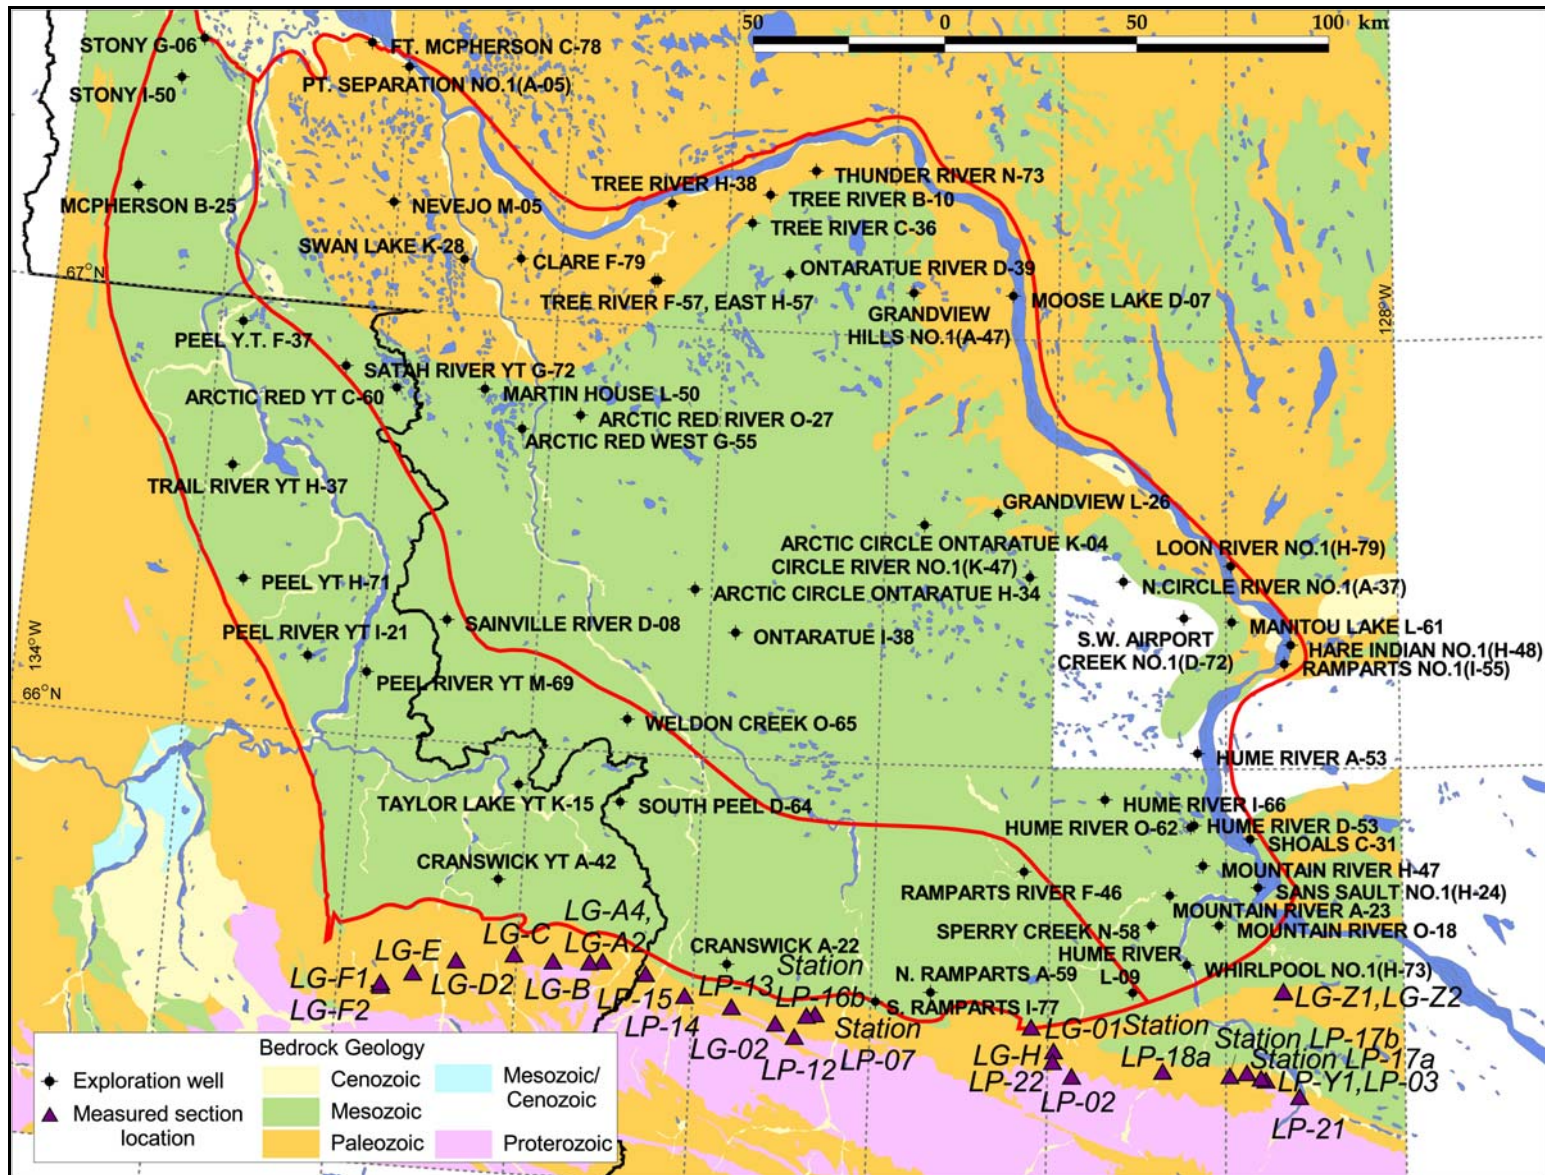 50 0 50 100 km
STONY G-06
FT. MCPHERSON C-78
STONY I-50
PT. SEPARATION NO.1(A-05)
TREE RIVER H-38
THUNDER RIVER N-73
MCPHERSON B-25
NEVEJO M-05
TREE RIVER B-10
TREE RIVER C-36
SWAN LAKE K-28
CLARE F-79
ONTARATUE RIVER D-39
67°N
TREE RIVER F-57, EAST H-57
MOOSE LAKE D-07
GRANDVIEW
HILLS NO.1(A-47)
128°W
PEEL Y.T. F-37
SATAH RIVER YT G-72
ARCTIC RED YT C-60
MARTIN HOUSE L-50
ARCTIC RED RIVER O-27
ARCTIC RED WEST G-55
TRAIL RIVER YT H-37
GRANDVIEW L-26
ARCTIC CIRCLE ONTARATUE K-04
LOON RIVER NO.1(H-79)
CIRCLE RIVER NO.1(K-47)
PEEL YT H-71
N.CIRCLE RIVER NO.1(A-37)
ARCTIC CIRCLE ONTARATUE H-34
134°W
PEEL RIVER YT I-21
SAINVILLE RIVER D-08
ONTARATUE I-38
S.W. AIRPORT
CREEK NO.1(D-72)
MANITOU LAKE L-61
HARE INDIAN NO.1(H-48)
RAMPARTS NO.1(I-55)
66°N
PEEL RIVER YT M-69
WELDON CREEK O-65
HUME RIVER A-53
TAYLOR LAKE YT K-15
SOUTH PEEL D-64
HUME RIVER I-66
HUME RIVER O-62
HUME RIVER D-53
SHOALS C-31
CRANSWICK YT A-42
MOUNTAIN RIVER H-47
RAMPARTS RIVER F-46
SANS SAULT NO.1(H-24)
MOUNTAIN RIVER A-23
SPERRY CREEK N-58
MOUNTAIN RIVER O-18
LG-A4,
LG-A2
LG-C
LG-E
CRANSWICK A-22
HUME RIVER
L-09
WHIRLPOOL NO.1(H-73)
LG-F1
LG-F2
LG-D2
LG-B
LP-15
LP-13
Station
LP-16b
N. RAMPARTS A-59
S. RAMPARTS I-77
LG-Z1,LG-Z2
LP-14
LG-02
LP-12
Station
LP-07
LG-01
LG-H
LP-22
LP-02
Station
LP-18a
Station LP-17b
Station LP-17a
LP-Y1,LP-03
LP-21
Bedrock Geology
Exploration well
Measured section
location
Cenozoic
Mesozoic
Paleozoic
Mesozoic/
Cenozoic
Proterozoic